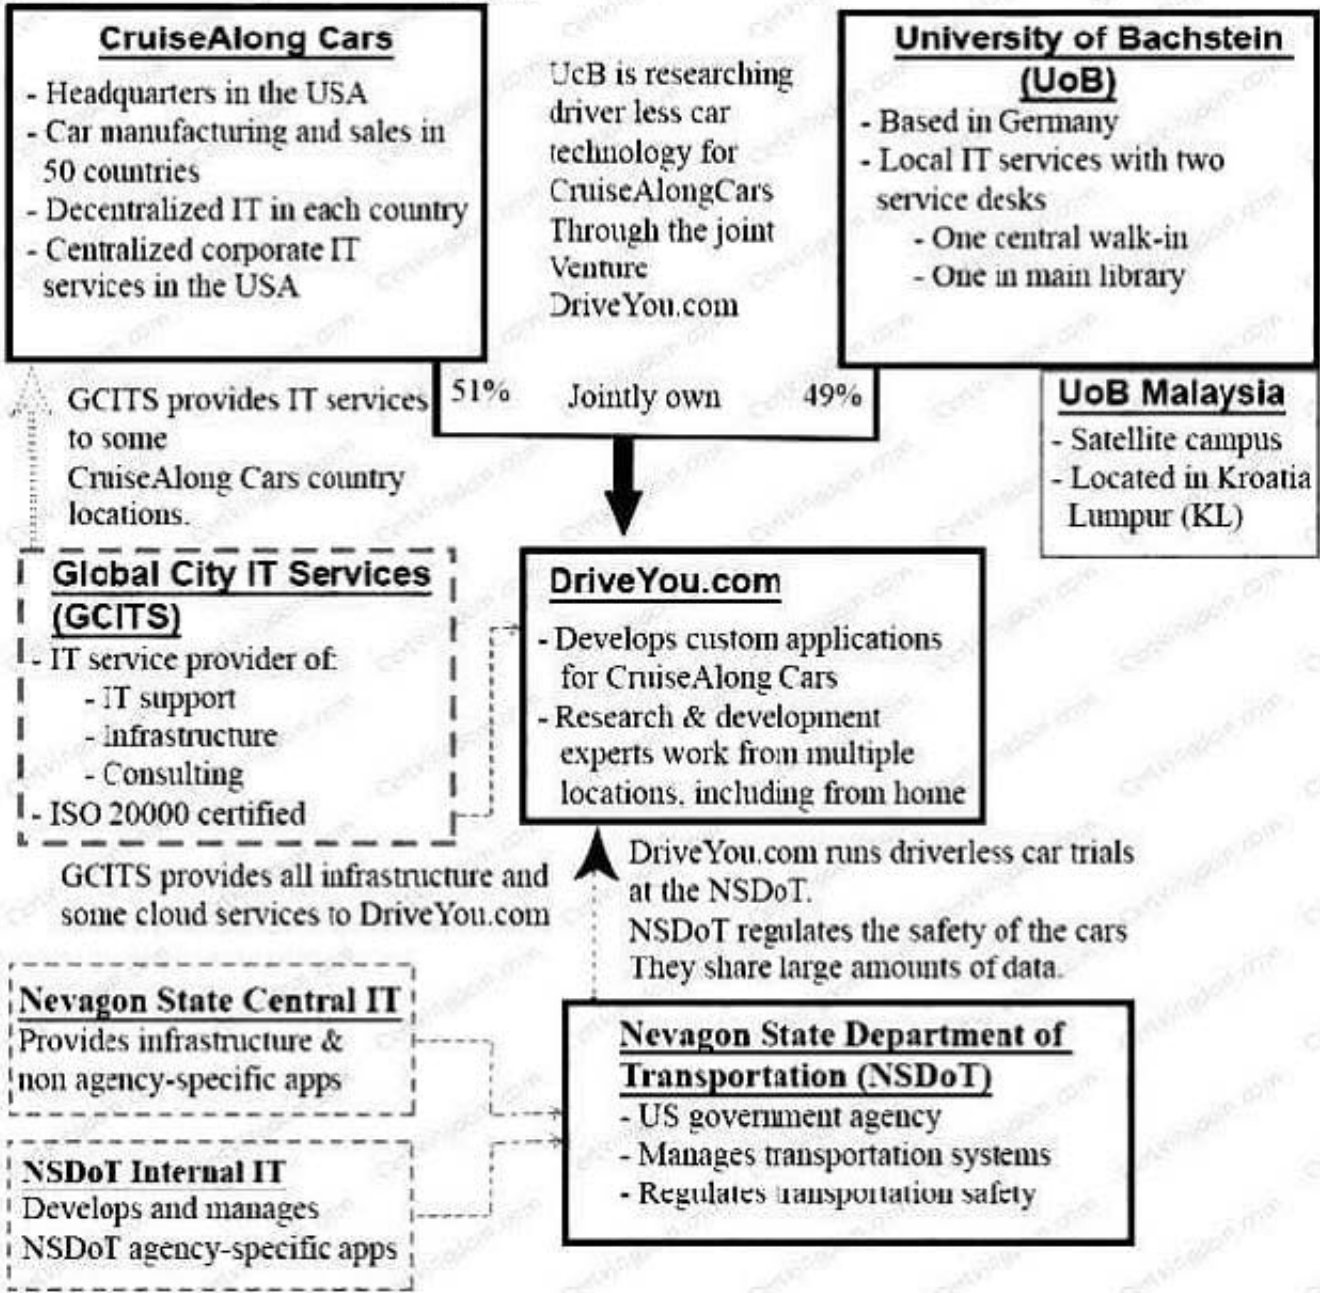 CruiseAlong Cars
- Headquarters in the USA
- Car manufacturing and sales in
50 countries
- Decentralized IT in each country
- Centralized corporate IT
services in the USA
UcB is researching
driver less car
technology for
CruiseAlongCars
Through the joint
Venture
DriveYou.com
University of Bachstein
(UoB)
- Based in Germany
- Local IT services with two
service desks
- One central walk-in
- One in main library
51% Jointly own 49%
UoB Malaysia
- Satellite campus
- Located in Kroatia
Lumpur (KL)
GCITS provides IT services
to some
CruiseAlong Cars country
locations.
Global City IT Services
(GCITS)
- IT service provider of:
- IT support
- Infrastructure
- Consulting
- ISO 20000 certified
DriveYou.com
- Develops custom applications
for CruiseAlong Cars
- Research & development
experts work from multiple
locations, including from home
GCITS provides all infrastructure and
some cloud services to DriveYou.com
DriveYou.com runs driverless car trials
at the NSDoT.
NSDoT regulates the safety of the cars
They share large amounts of data.
Nevagon State Central IT
Provides infrastructure &
non agency-specific apps
NSDoT Internal IT
Develops and manages
NSDoT agency-specific apps
Nevagon State Department of
Transportation (NSDoT)
- US government agency
- Manages transportation systems
- Regulates transportation safety